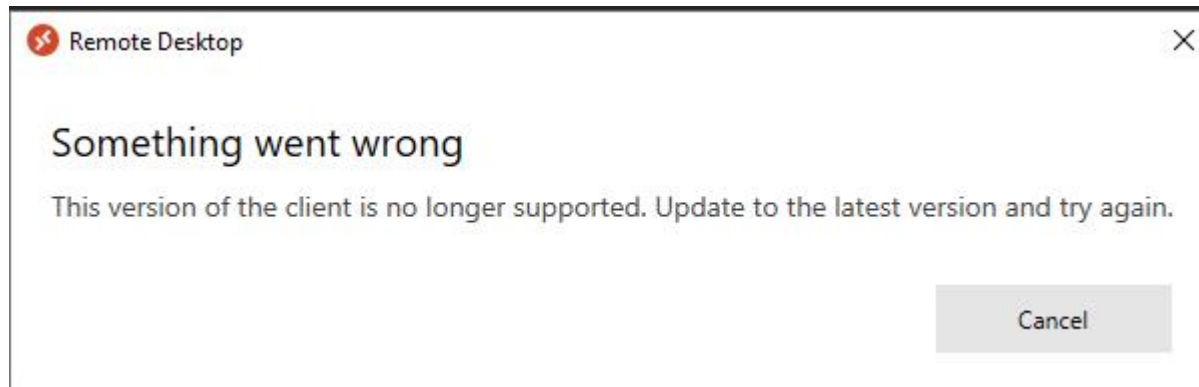 Remote Desktop
Something went wrong
This version of the client is no longer supported. Update to the latest version and try again.
Cancel